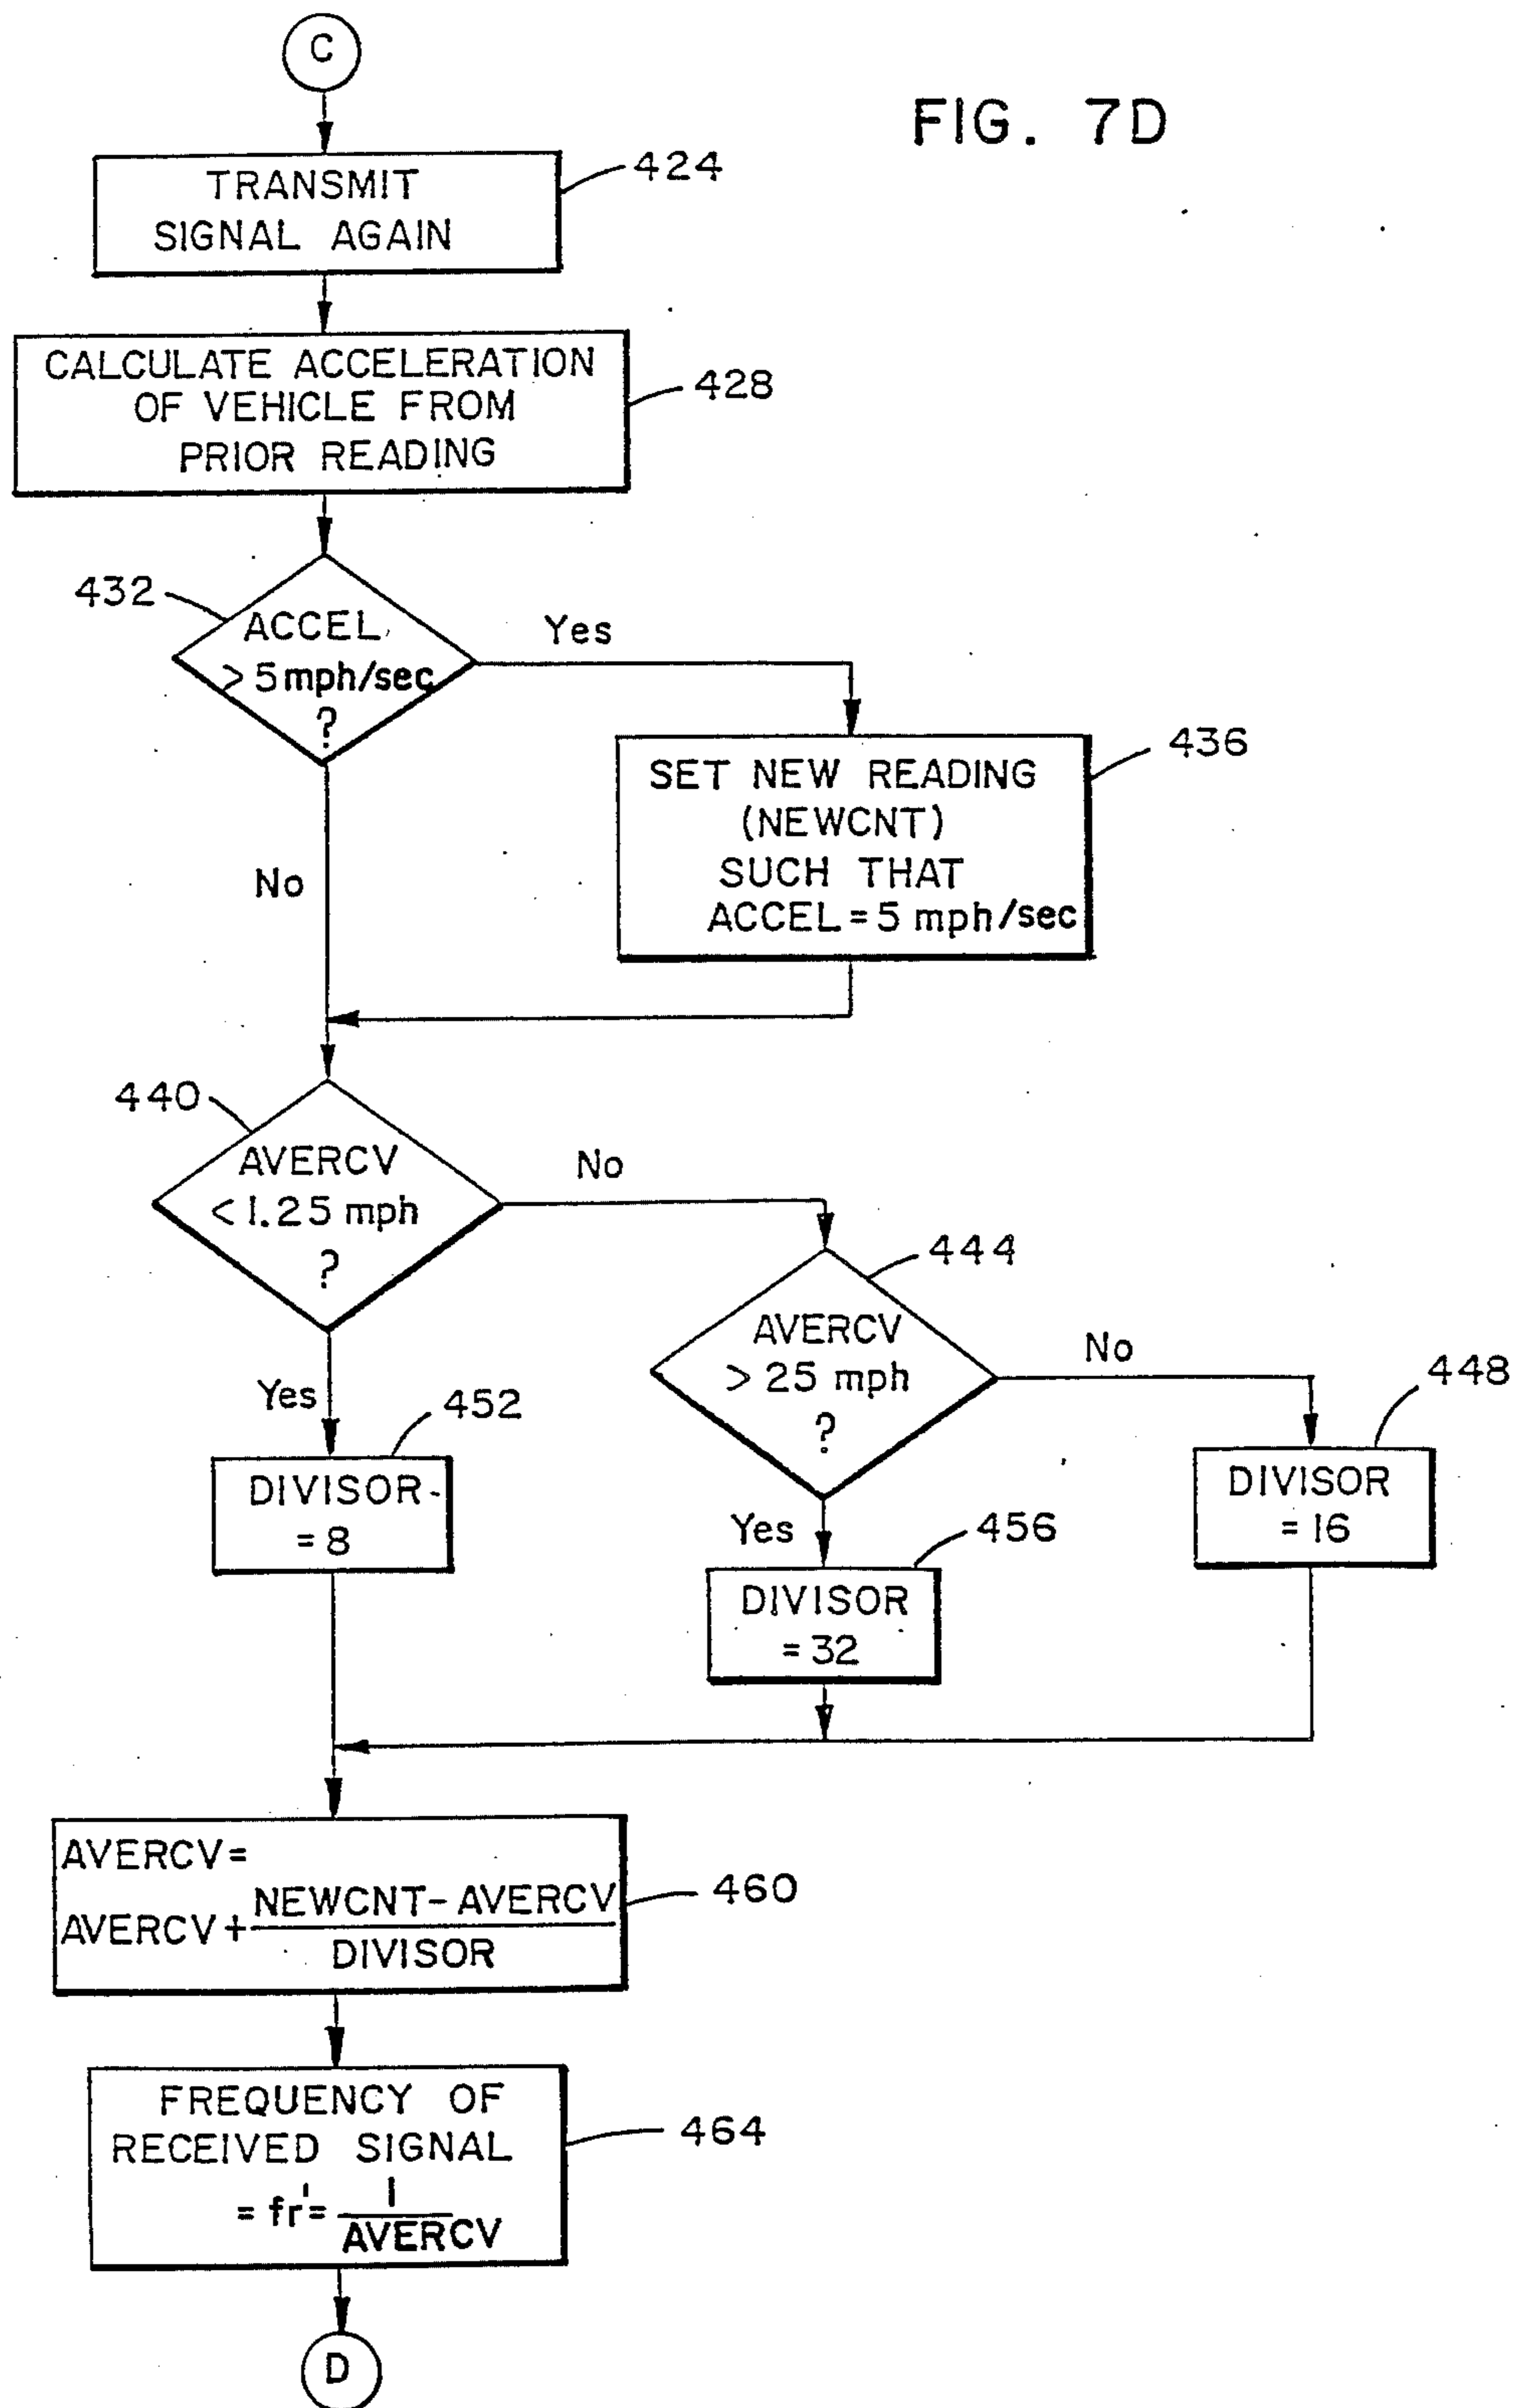 C
FIG. 7D
TRANSMIT
SIGNAL AGAIN
424
CALCULATE ACCELERATION
OF VEHICLE FROM
PRIOR READING
428
432
ACCEL
> 5 mph/sec
?
Yes
No
SET NEW READING
(NEWCNT)
SUCH THAT
ACCEL = 5 mph/sec
436
440
AVERCV
< 1.25 mph
?
No
Yes
444
AVERCV
> 25 mph
?
No
Yes
452
DIVISOR
= 8
456
DIVISOR
= 32
448
DIVISOR
= 16
AVERCV =
AVERCV + NEWCNT - AVERCV
DIVISOR
460
FREQUENCY OF
RECEIVED SIGNAL
= fr' = 1
AVERCV
464
D